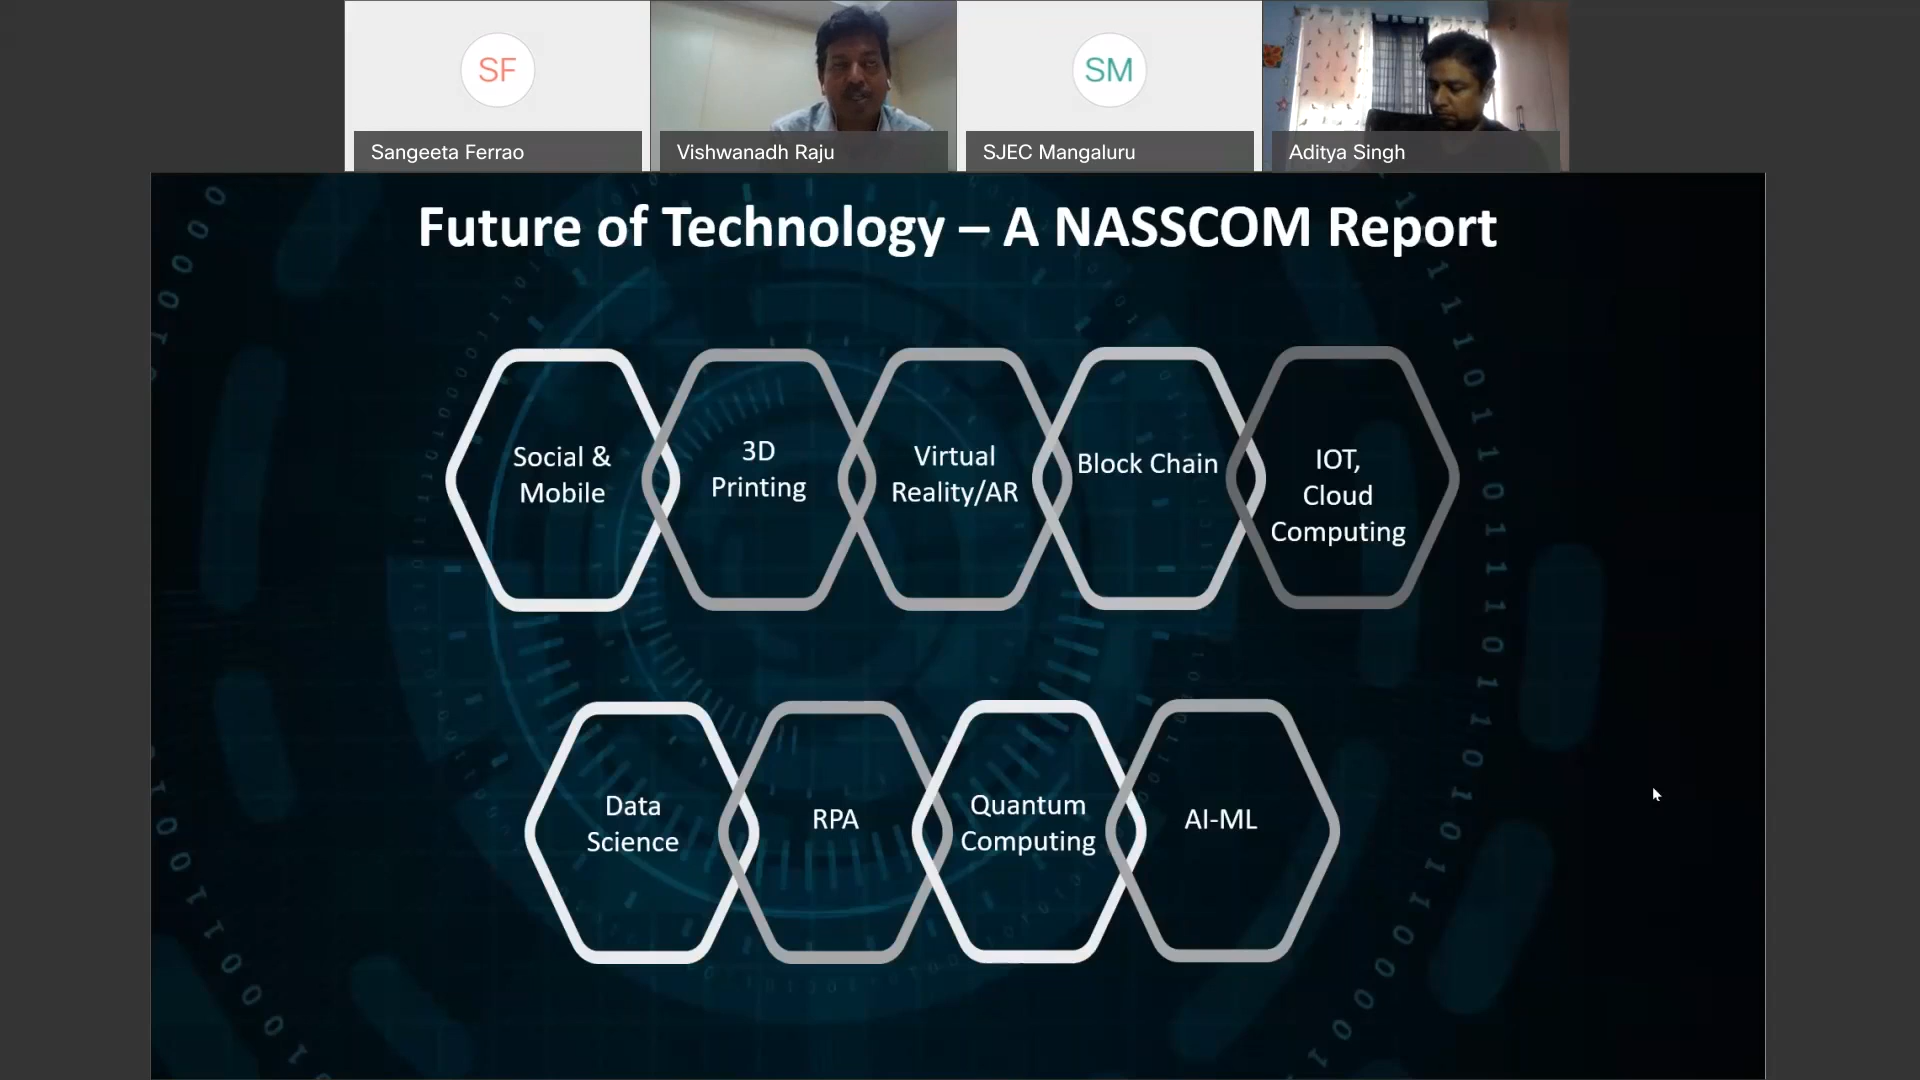 SF
SM
Sangeeta Ferrao
Vishwanadh Raju
SJEC Mangaluru
Aditya Singh
Future of Technology – A NASSCOM Report
Social &
Mobile
3D
Printing
Virtual
Reality/AR
Block Chain
IOT,
Cloud
Computing
Data
Science
RPA
Quantum
Computing
AI-ML